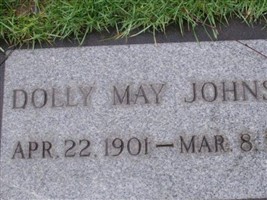 DOLLY MAY JOHNS
APR. 22. 1901 – MAR. 8.